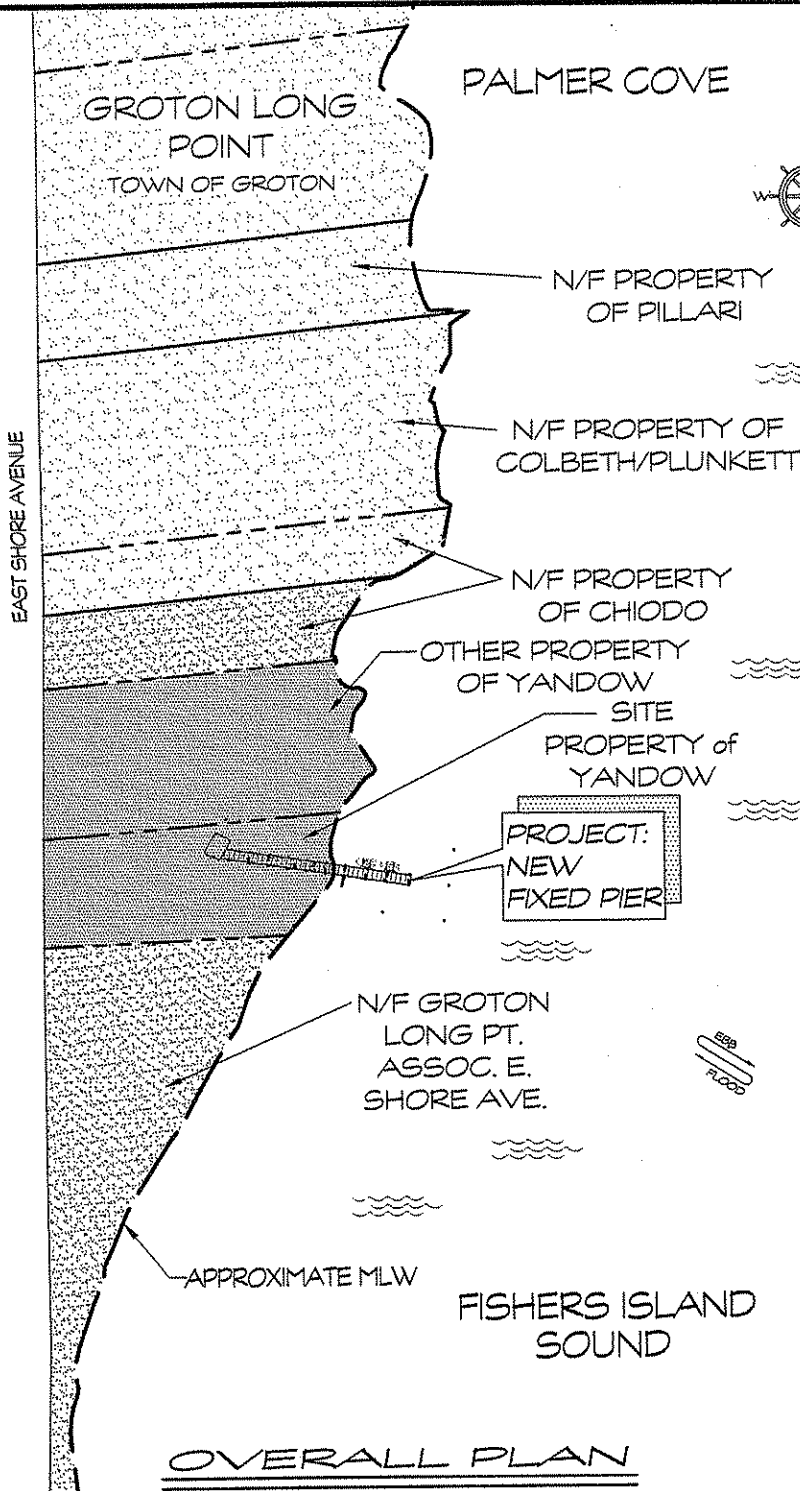 PALMER COVE
GROTON LONG
POINT
TOWN OF GROTON
W
N/F PROPERTY
OF PILLARI
N/F PROPERTY OF
COLBETH/PLUNKETT
EAST SHORE AVENUE
N/F PROPERTY
OF CHIODO
OTHER PROPERTY
OF YANDOW
SITE
PROPERTY of
YANDOW
PROJECT:
NEW
FIXED PIER
N/F GROTON
LONG PT.
ASSOC. E.
SHORE AVE.
EBB
FLOOD
APPROXIMATE MLW
FISHERS ISLAND
SOUND
OVERALL PLAN